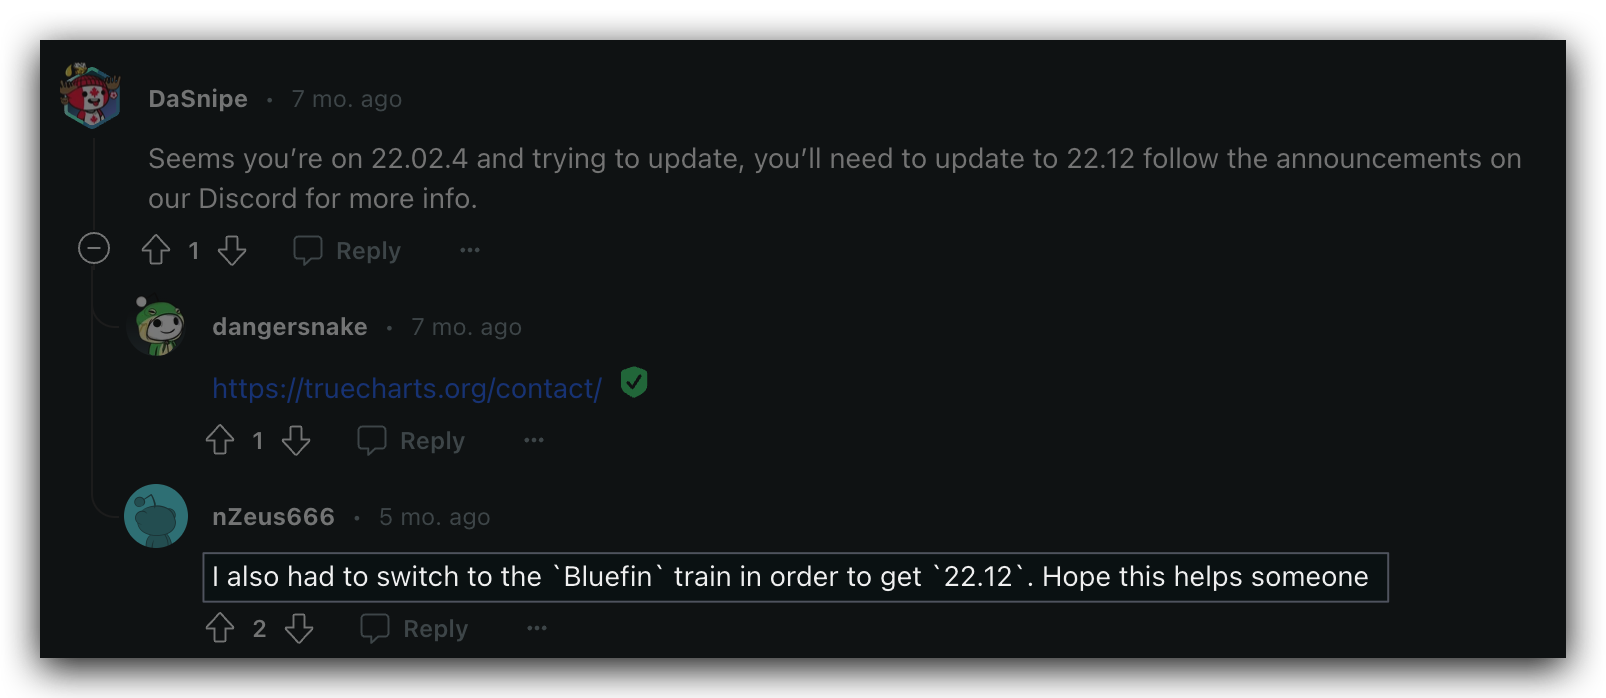 DaSnipe • 7 mo. ago
Seems you’re on 22.02.4 and trying to update, you’ll need to update to 22.12 follow the announcements on
our Discord for more info.
1 Reply ···
dangersnake • 7 mo. ago
https://truecharts.org/contact/
1 Reply ···
nZeus666 • 5 mo. ago
I also had to switch to the `Bluefin` train in order to get `22.12`. Hope this helps someone
2 Reply ···